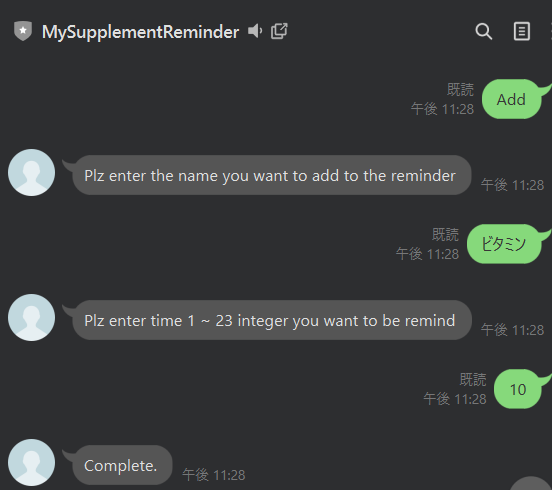 MySupplementReminder
既読
午後 11:28
Add
Plz enter the name you want to add to the reminder
午後 11:28
既読
午後 11:28
ビタミン
Plz enter time 1 ~ 23 integer you want to be remind
午後 11:28
既読
午後 11:28
10
Complete.
午後 11:28